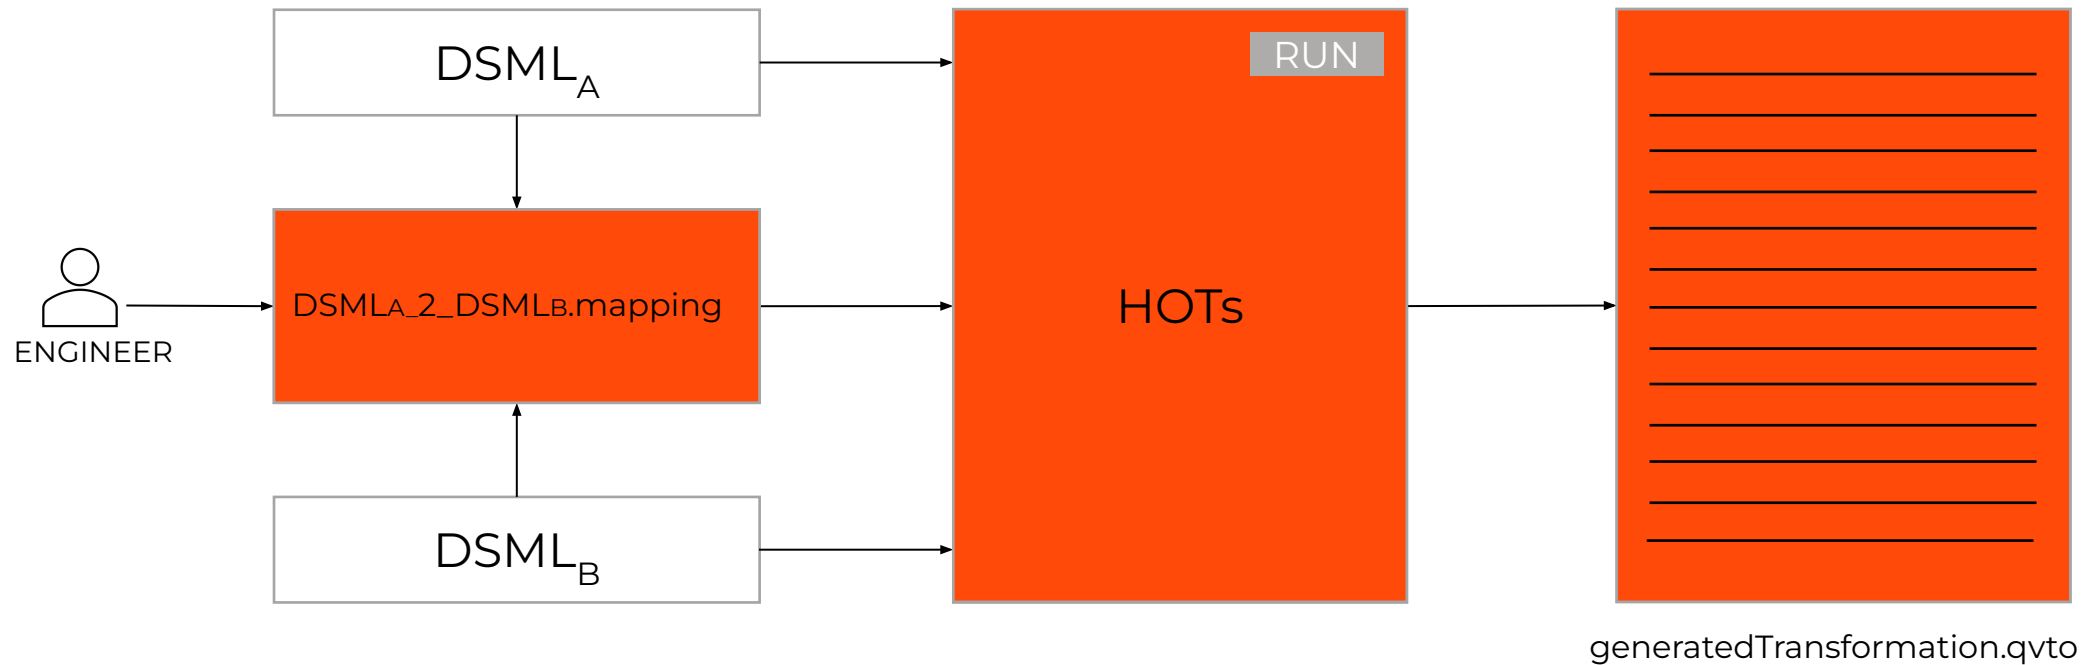 DSMLA
RUN
ENGINEER
DSMLA_2_DSMLB.mapping
HOTs
DSMLB
generatedTransformation.qvto